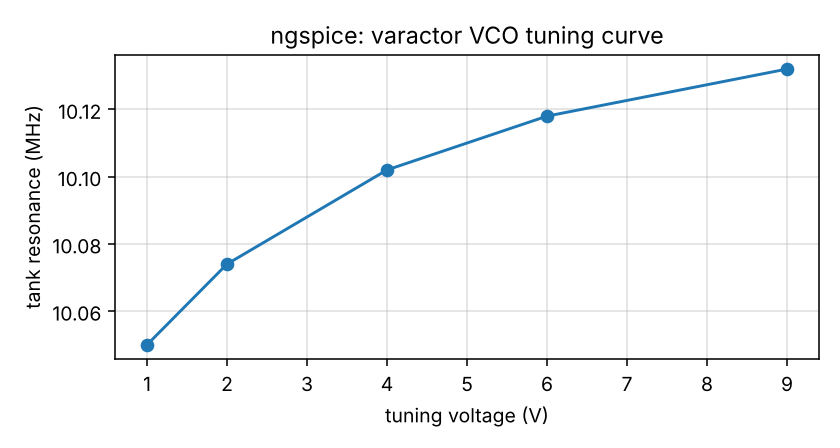 ngspice: varactor VCO tuning curve
tank resonance (MHz)
10.12
10.10
10.08
10.06
1 2 3 4 5 6 7 8 9
tuning voltage (V)